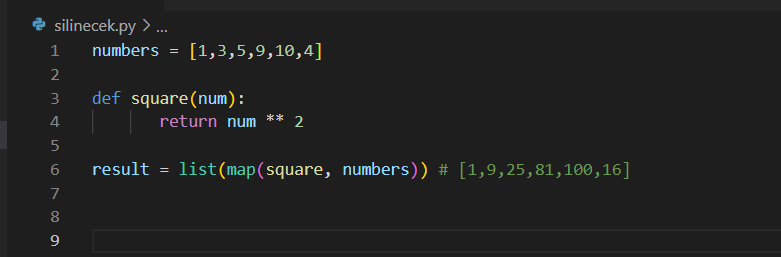 silinecek.py > ...
1 numbers = [1,3,5,9,10,4]
2
3 def square(num):
4 return num ** 2
5
6 result = list(map(square, numbers)) # [1,9,25,81,100,16]
7
8
9